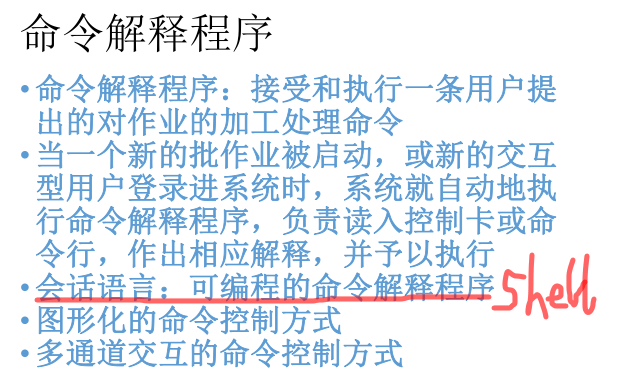 命令解释程序
•命令解释程序：接受和执行一条用户提
出的对作业的加工处理命令
•当一个新的批作业被启动，或新的交互
型用户登录进系统时，系统就自动地执
行命令解释程序，负责读入控制卡或命
令行，作出相应解释，并予以执行
•会话语言：可编程的命令解释程序 Shell
•图形化的命令控制方式
•多通道交互的命令控制方式